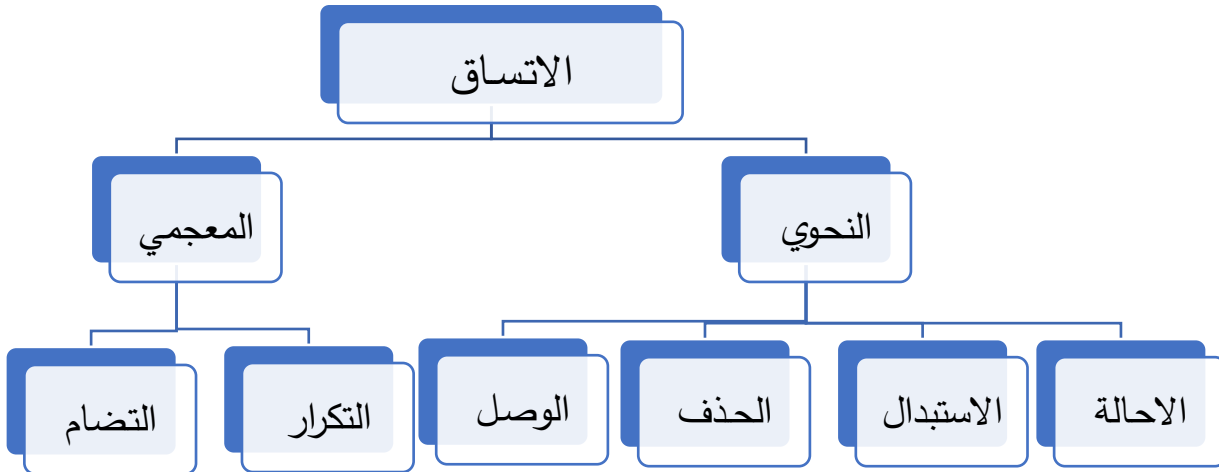 الاتساق
النحوي
المعجمي
الاحالة
الاستبدال
الحذف
الوصل
التكرار
التضام